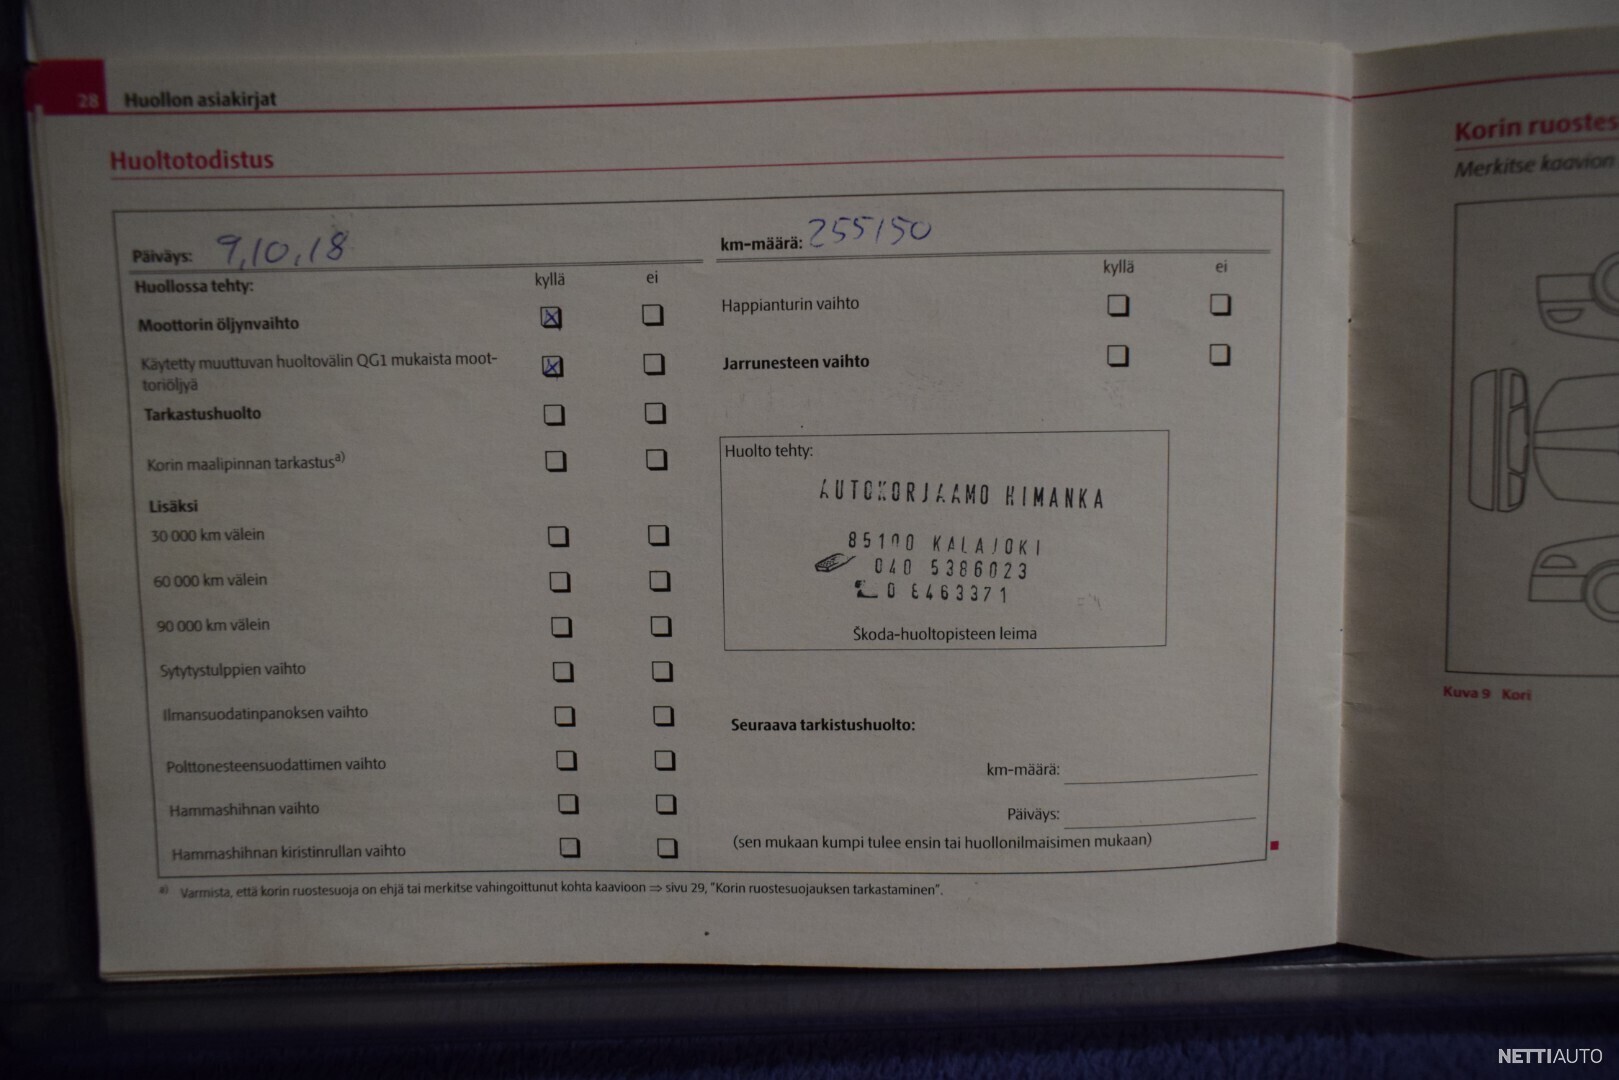 28 Huollon asiakirjat
Huoltotodistus
Päiväys: 9,10,18
km-määrä: 255150
Huollossa tehty: kyllä ei
Moottorin öljynvaihto
Käytetty muuttuvan huoltovälin QG1 mukaista moot-
toriöljyä
Tarkastushuolto
Korin maalipinnan tarkastus a)
Lisäksi
30 000 km välein
60 000 km välein
90 000 km välein
Sytytystulppien vaihto
Ilmansuodatinpanoksen vaihto
Polttonesteensuodattimen vaihto
Hammashihnan vaihto
Hammashihnan kiristinrullan vaihto
kyllä ei
Happianturin vaihto
Jarrunesteen vaihto
Huolto tehty:
AUTOKORJAAMO HIMANKA
85100 KALAJOKI
040 5386023
Škoda-huoltopisteen leima
Seuraava tarkistushuolto:
km-määrä:
Päiväys:
(sen mukaan kumpi tulee ensin tai huollonilmaisimen mukaan)
a) Varmista, että korin ruostesuoja on ehjä tai merkitse vahingoittunut kohta kaavioon ⇒ sivu 29, "Korin ruostesuojauksen tarkastaminen".
Korin ruostes
Merkitse kaavion
Kuva 9 Kori
NETTIAUTO